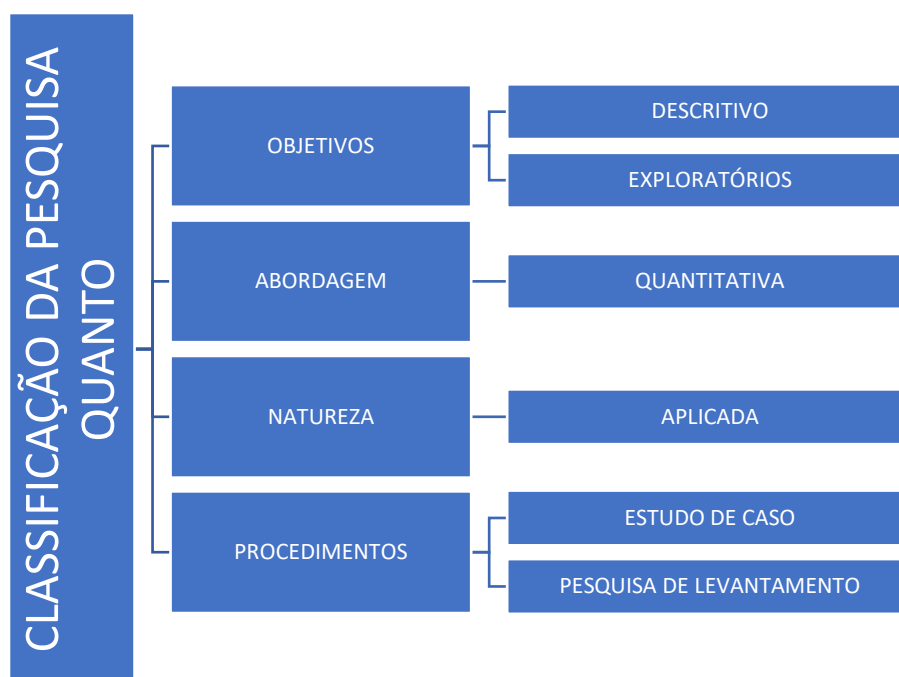 CLASSIFICAÇÃO DA PESQUISA
QUANTO
OBJETIVOS
DESCRITIVO
EXPLORATÓRIOS
ABORDAGEM
QUANTITATIVA
NATUREZA
APLICADA
PROCEDIMENTOS
ESTUDO DE CASO
PESQUISA DE LEVANTAMENTO